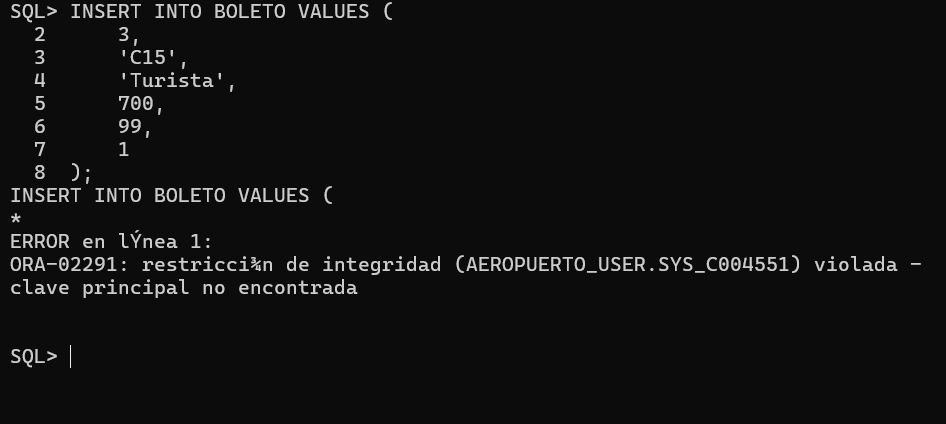 SQL> INSERT INTO BOLETO VALUES (
  2      3,
  3      'C15',
  4      'Turista',
  5      700,
  6      99,
  7      1
  8  );
INSERT INTO BOLETO VALUES (
*
ERROR en lÝnea 1:
ORA-02291: restricci¾n de integridad (AEROPUERTO_USER.SYS_C004551) violada -
clave principal no encontrada
SQL>